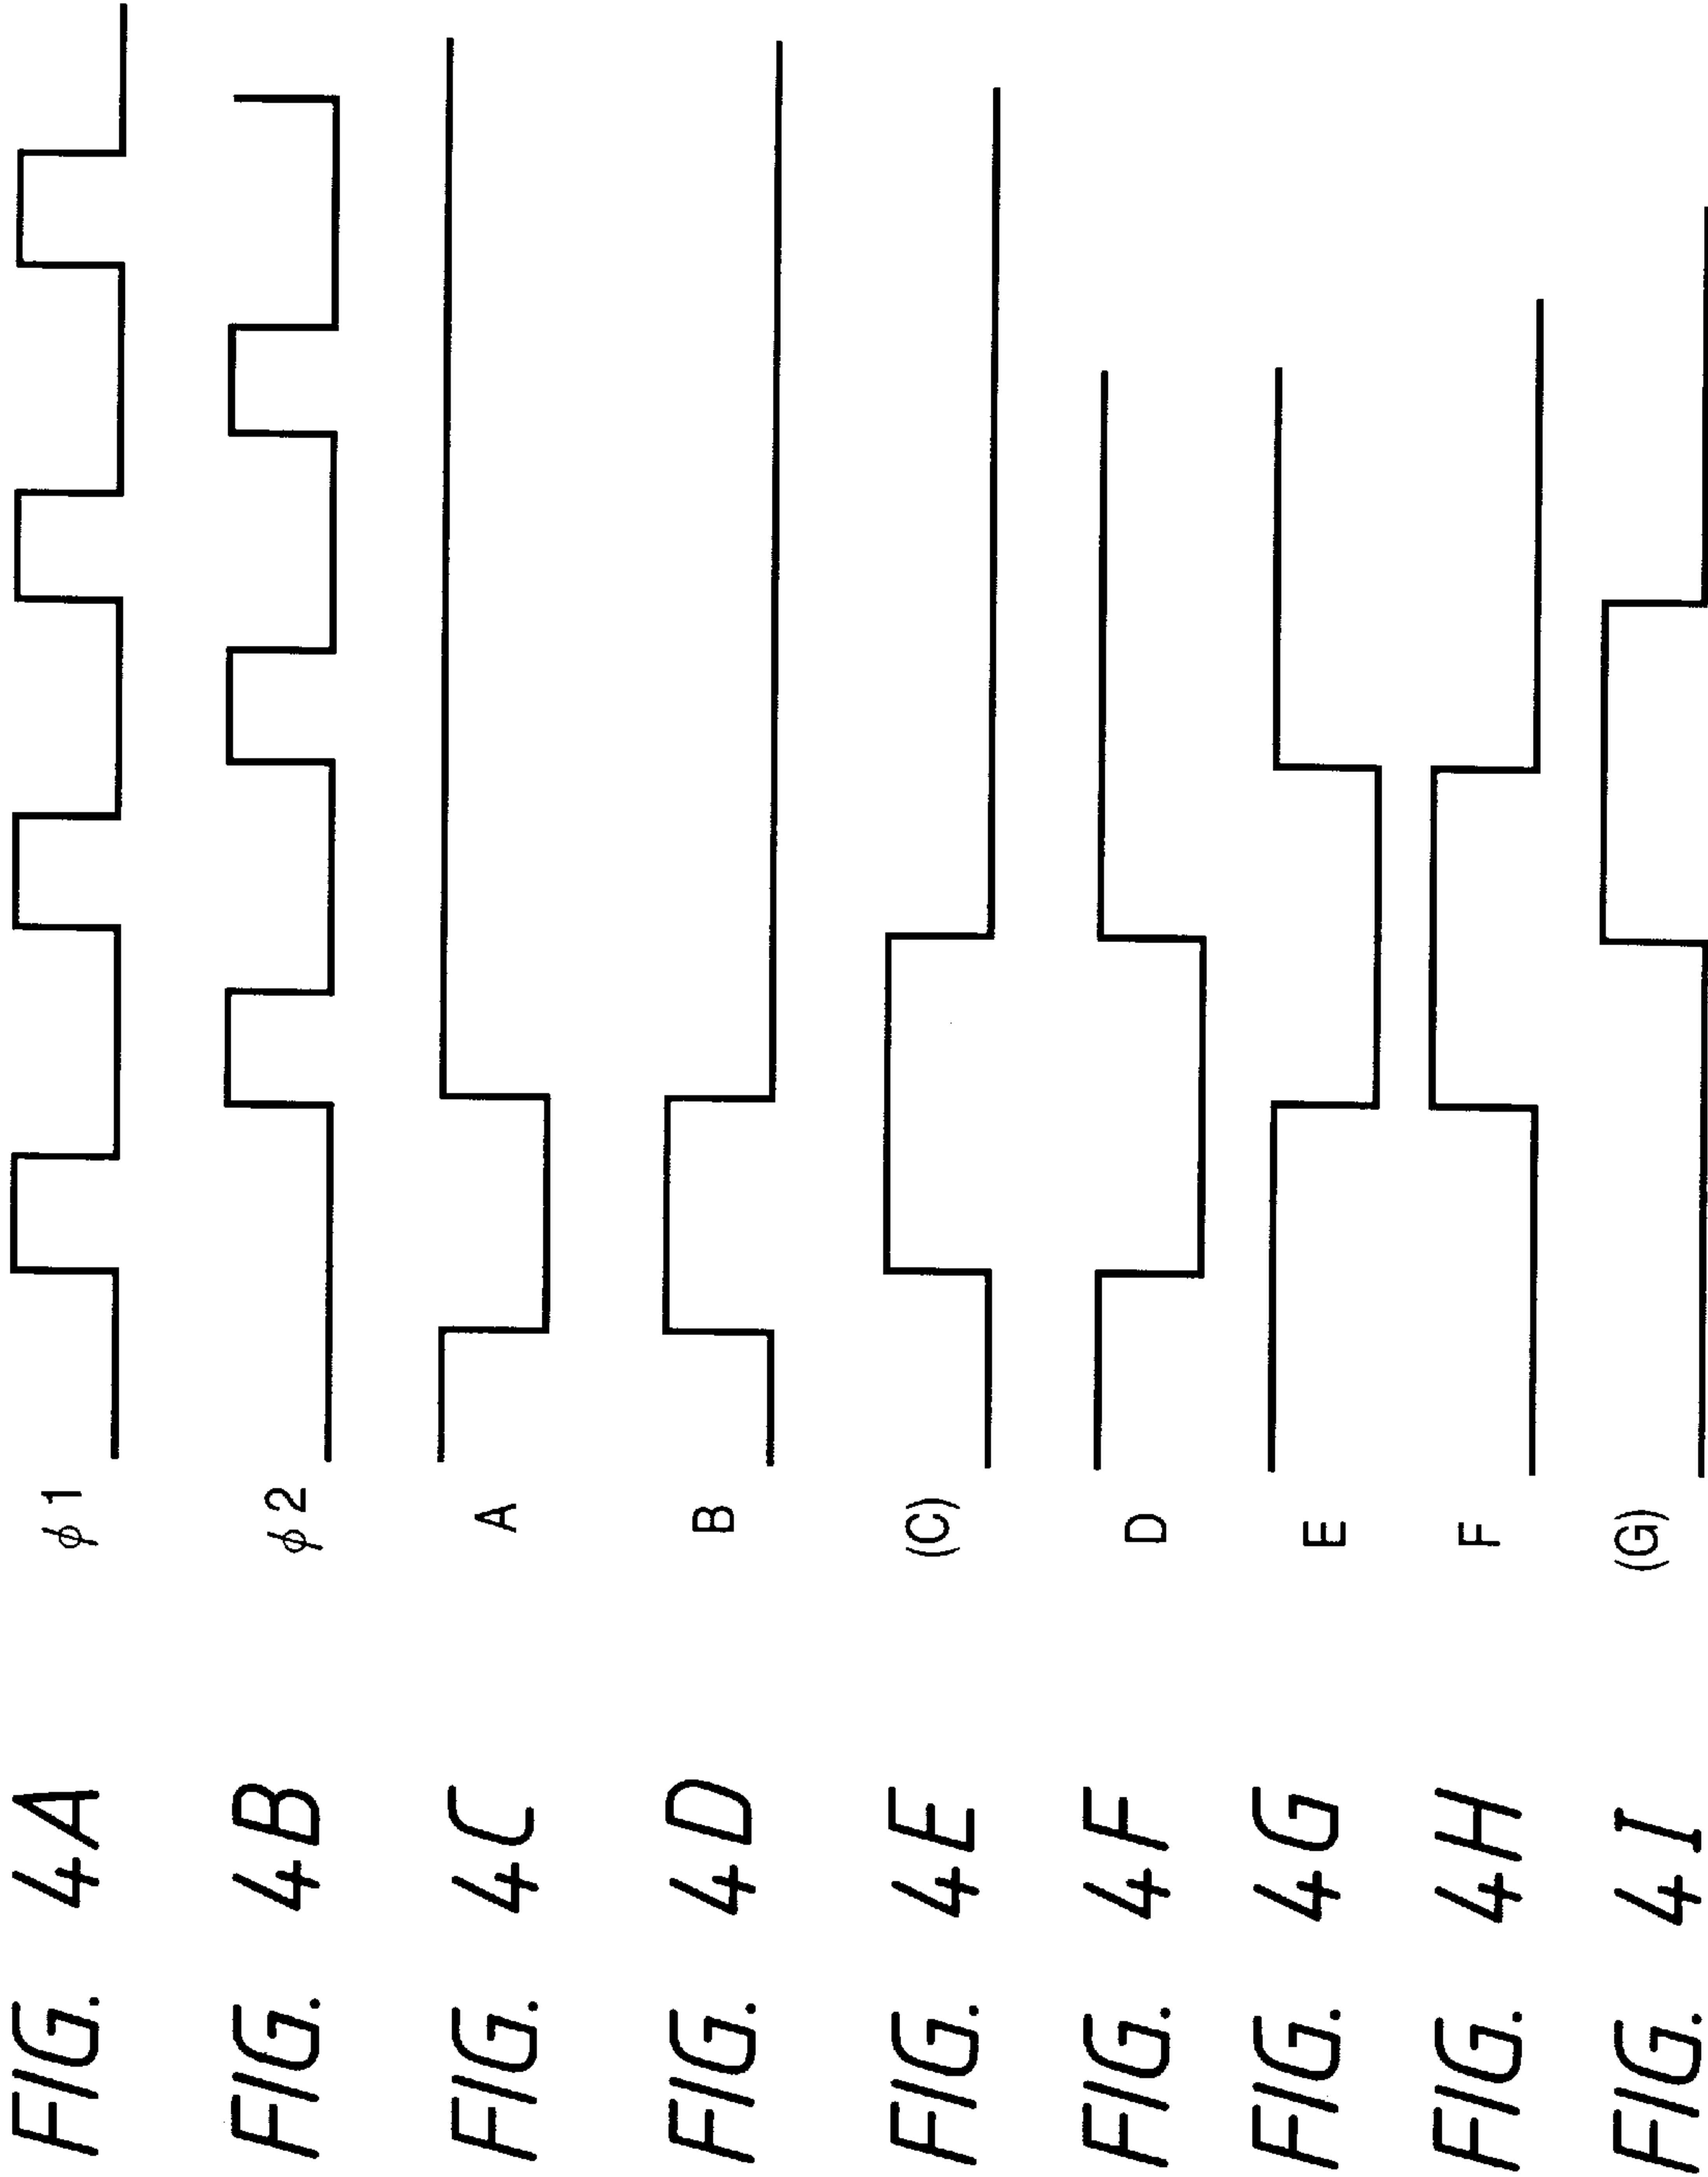 FIG. 4A φ1
FIG. 4B φ2
FIG. 4C A
FIG. 4D B
FIG. 4E (C)
FIG. 4F D
FIG. 4G E
FIG. 4H F
FIG. 4I (G)